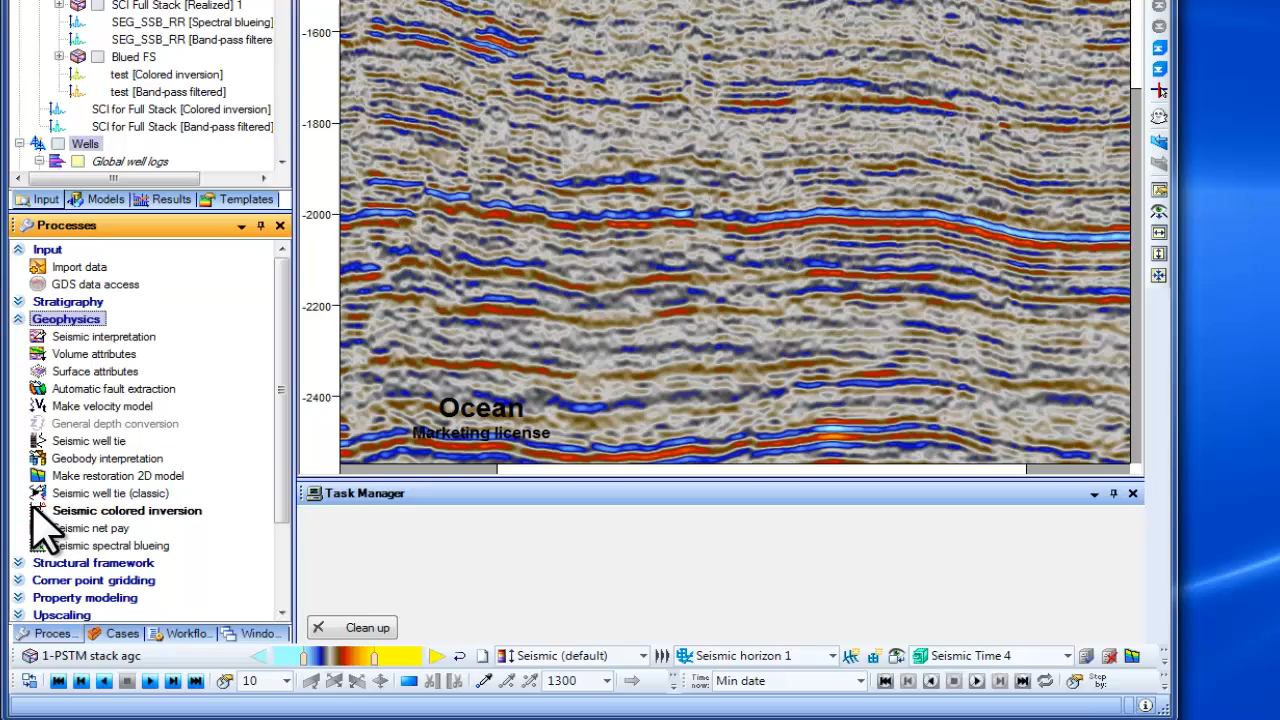 SCI Full Stack [Realized] 1
SEG_SSB_RR [Spectral blueing]
SEG_SSB_RR [Band-pass filtere
Blued FS
test [Colored inversion]
test [Band-pass filtered]
SCI for Full Stack [Colored inversion]
SCI for Full Stack [Band-pass filtered]
Wells
Global well logs
Input Models Results Templates
Processes
Input
Import data
GDS data access
Stratigraphy
Geophysics
Seismic interpretation
Volume attributes
Surface attributes
Automatic fault extraction
Make velocity model
General depth conversion
Seismic well tie
Geobody interpretation
Make restoration 2D model
Seismic well tie (classic)
Seismic colored inversion
Seismic net pay
Seismic spectral blueing
Structural framework
Corner point gridding
Property modeling
Upscaling
Proces... Cases Workflo... Windo...
-1600
-1800
-2000
-2200
-2400
Ocean
Marketing license
Task Manager
Clean up
1-PSTM stack agc Seismic (default) Seismic horizon 1 Seismic Time 4
10 1300 Time now: Min date Step by: